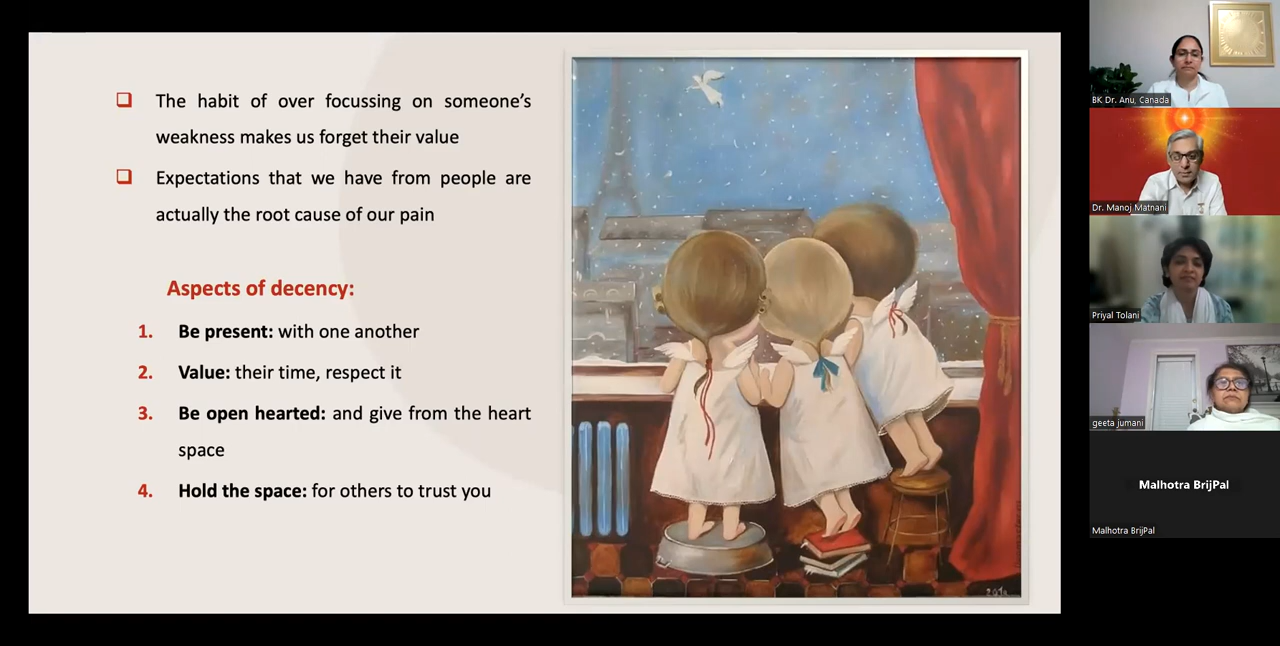 The habit of over focussing on someone's
weakness makes us forget their value
Expectations that we have from people are
actually the root cause of our pain
Aspects of decency:
1. Be present: with one another
2. Value: their time, respect it
3. Be open hearted: and give from the heart
space
4. Hold the space: for others to trust you
BK Dr. Anu, Canada
Dr. Manoj Matnani
Priyal Tolani
geeta jumani
Malhotra BrijPal
Malhotra BrijPal